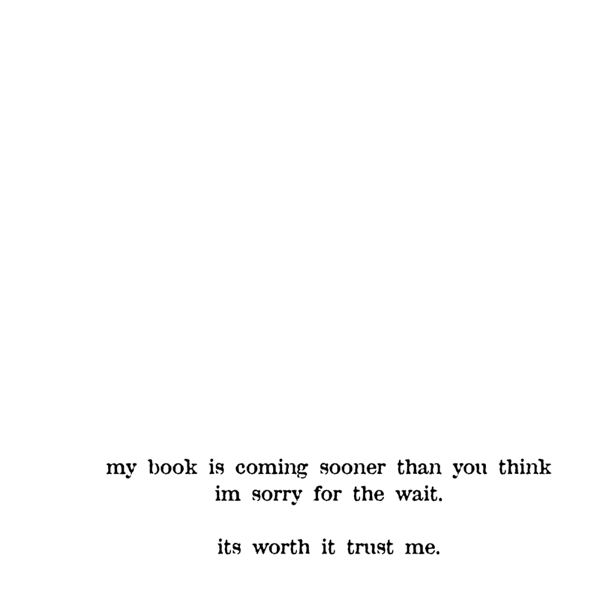 my book is coming sooner than you think
im sorry for the wait.
its worth it trust me.